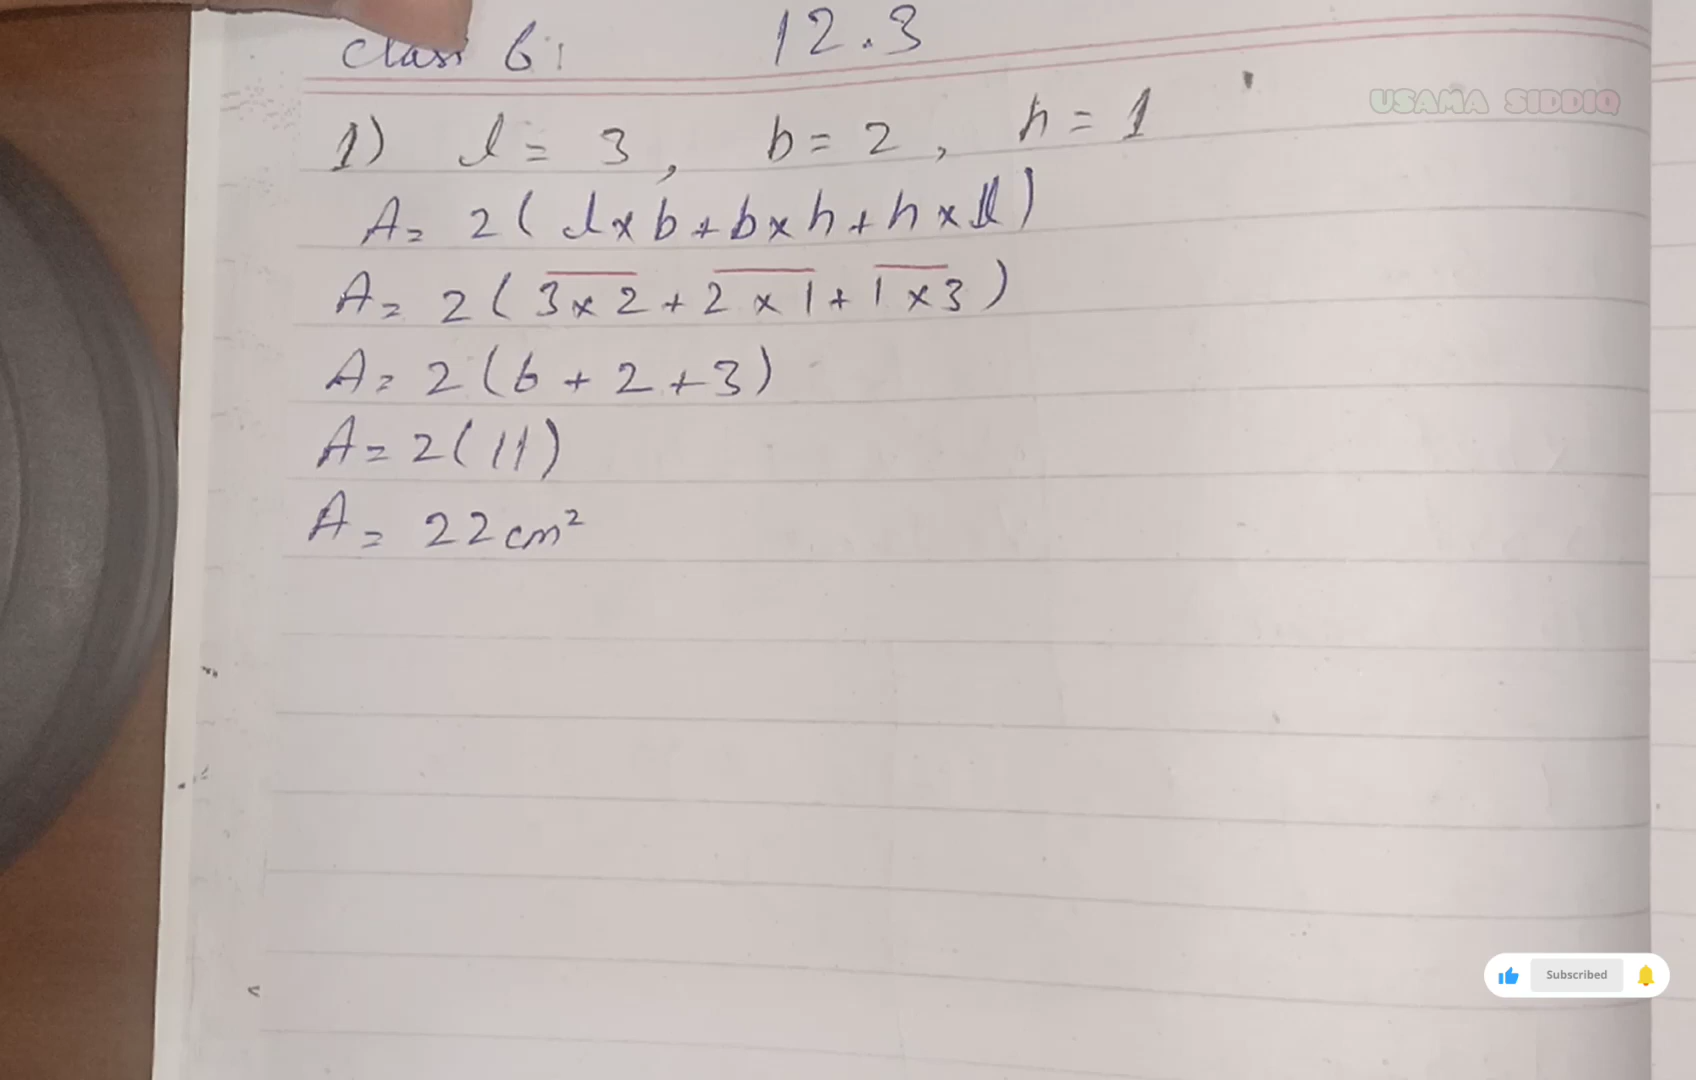 Class 6: 12.3
USAMA SIDDIQ
1) l = 3, b = 2, h = 1
A = 2(l×b+b×h+h×l)
A = 2(3×2+2×1+1×3)
A = 2(6+2+3)
A = 2(11)
A = 22cm²
Subscribed